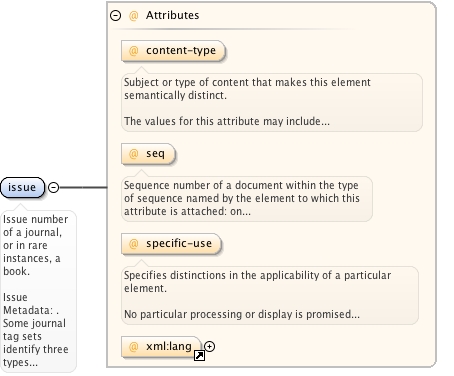 @ Attributes
@ content-type
Subject or type of content that makes this element
semantically distinct.
The values for this attribute may include...
@ seq
Sequence number of a document within the type
of sequence named by the element to which this
attribute is attached: on...
issue
Issue number
of a journal,
or in rare
instances, a
book.
Issue
Metadata: .
Some journal
tag sets
identify three
types...
@ specific-use
Specifies distinctions in the applicability of a particular
element.
No particular processing or display is promised...
@ xml:lang